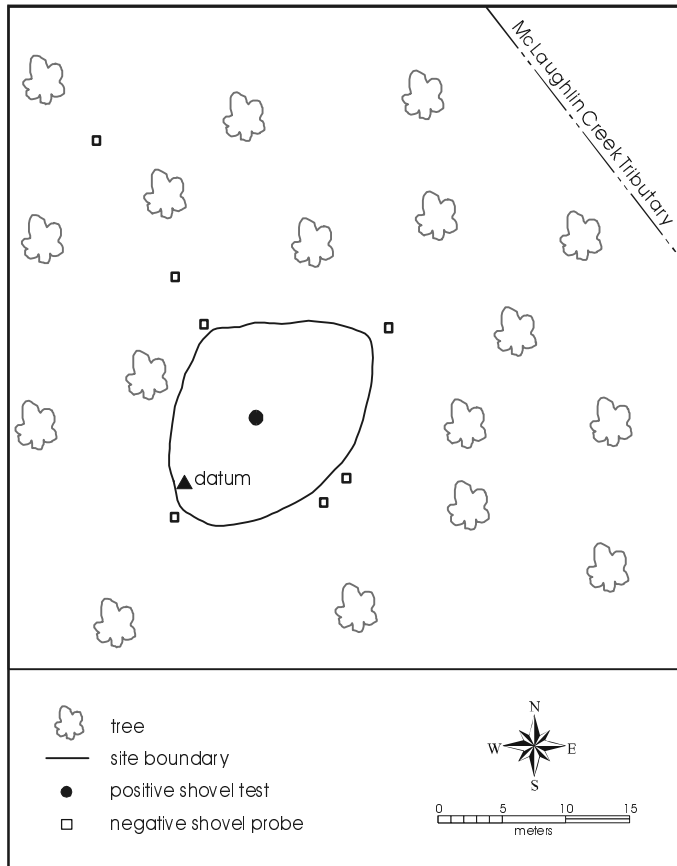 McLaughlin Creek Tributary
datum
tree
site boundary
positive shovel test
negative shovel probe
N
W E
S
0 5 10 15
meters